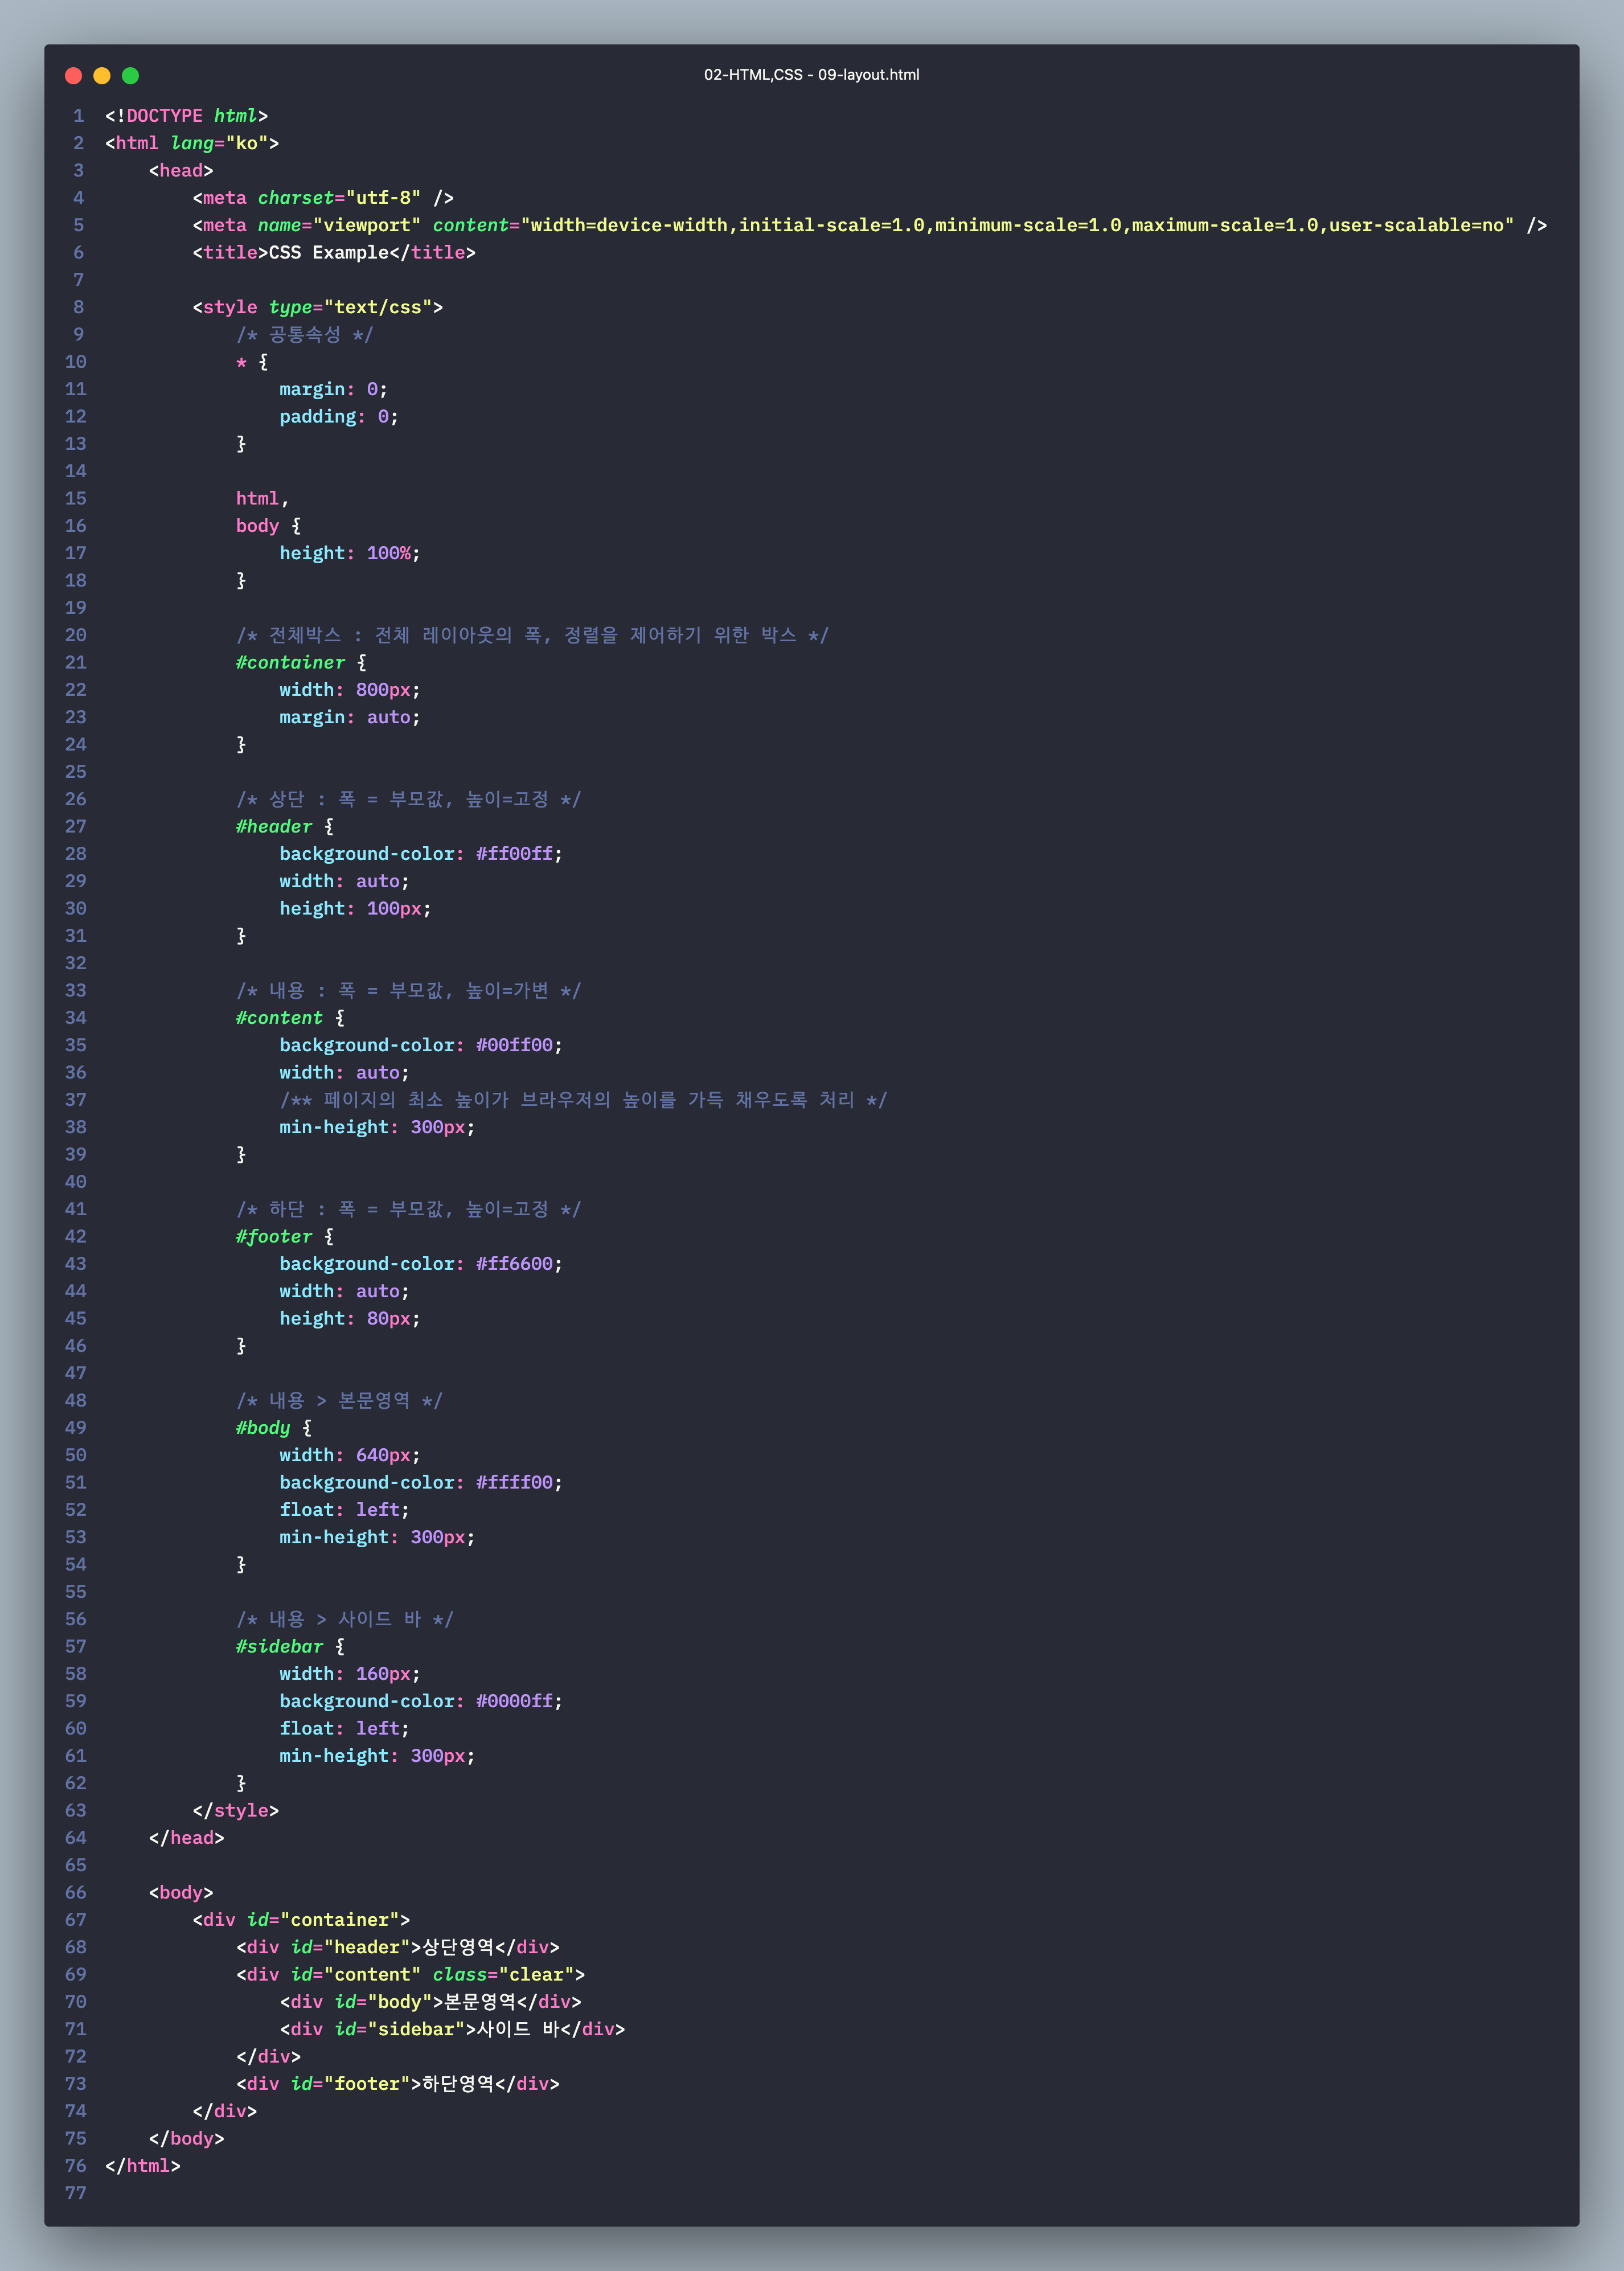 02-HTML,CSS - 09-layout.html
1 <!DOCTYPE html>
2 <html lang="ko">
3     <head>
4         <meta charset="utf-8" />
5         <meta name="viewport" content="width=device-width,initial-scale=1.0,minimum-scale=1.0,maximum-scale=1.0,user-scalable=no" />
6         <title>CSS Example</title>
7
8         <style type="text/css">
9             /* 공통속성 */
10             * {
11                 margin: 0;
12                 padding: 0;
13             }
14
15             html,
16             body {
17                 height: 100%;
18             }
19
20             /* 전체박스 : 전체 레이아웃의 폭, 정렬을 제어하기 위한 박스 */
21             #container {
22                 width: 800px;
23                 margin: auto;
24             }
25
26             /* 상단 : 폭 = 부모값, 높이=고정 */
27             #header {
28                 background-color: #ff00ff;
29                 width: auto;
30                 height: 100px;
31             }
32
33             /* 내용 : 폭 = 부모값, 높이=가변 */
34             #content {
35                 background-color: #00ff00;
36                 width: auto;
37                 /** 페이지의 최소 높이가 브라우저의 높이를 가득 채우도록 처리 */
38                 min-height: 300px;
39             }
40
41             /* 하단 : 폭 = 부모값, 높이=고정 */
42             #footer {
43                 background-color: #ff6600;
44                 width: auto;
45                 height: 80px;
46             }
47
48             /* 내용 > 본문영역 */
49             #body {
50                 width: 640px;
51                 background-color: #ffff00;
52                 float: left;
53                 min-height: 300px;
54             }
55
56             /* 내용 > 사이드 바 */
57             #sidebar {
58                 width: 160px;
59                 background-color: #0000ff;
60                 float: left;
61                 min-height: 300px;
62             }
63         </style>
64     </head>
65
66     <body>
67         <div id="container">
68             <div id="header">상단영역</div>
69             <div id="content" class="clear">
70                 <div id="body">본문영역</div>
71                 <div id="sidebar">사이드 바</div>
72             </div>
73             <div id="footer">하단영역</div>
74         </div>
75     </body>
76 </html>
77